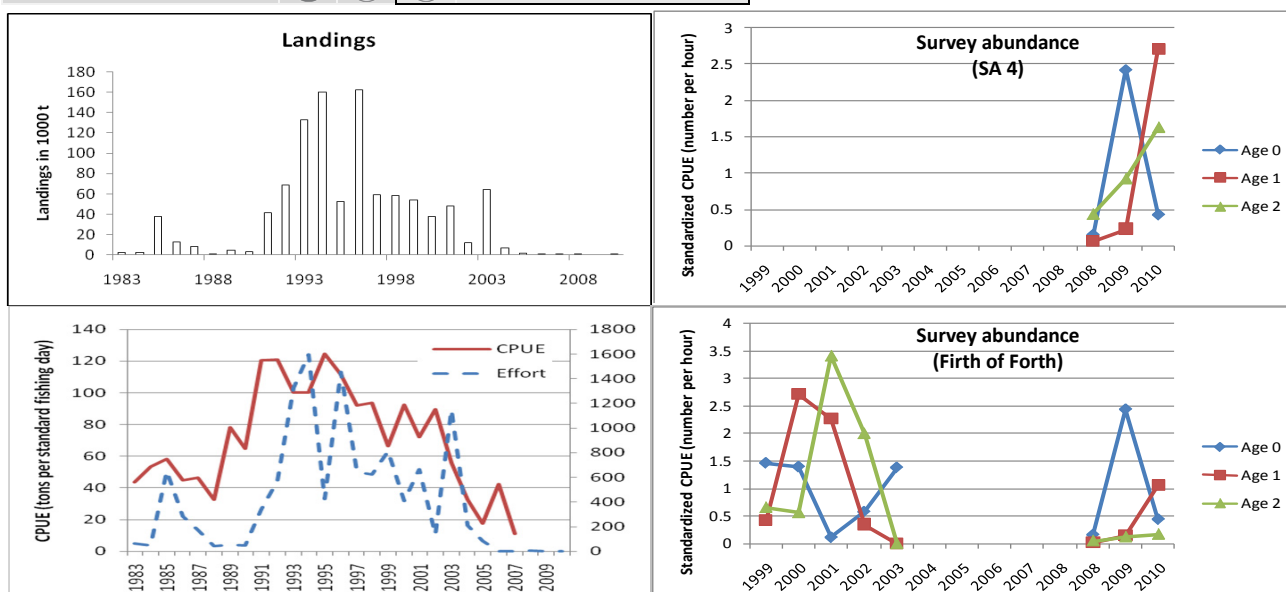 Landings
Landings in 1000 t
180
160
140
120
100
80
60
40
20
0
1983 1988 1993 1998 2003 2008
Survey abundance
(SA 4)
Standardized CPUE (number per hour)
3
2.5
2
1.5
1
0.5
0
1999 2000 2001 2002 2003 2004 2005 2006 2007 2008 2009 2010
Age 0
Age 1
Age 2
CPUE (tons per standard fishing day)
140
120
100
80
60
40
20
0
1800
1600
1400
1200
1000
800
600
400
200
0
CPUE
Effort
1983 1985 1987 1989 1991 1993 1995 1997 1999 2001 2003 2005 2007 2009
Survey abundance
(Firth of Forth)
Standardized CPUE (number per hour)
4
3.5
3
2.5
2
1.5
1
0.5
0
1999 2000 2001 2002 2003 2004 2005 2006 2007 2008 2009 2010
Age 0
Age 1
Age 2